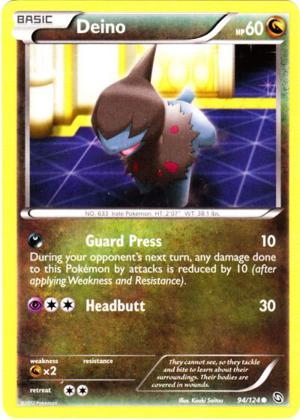 BASIC
Deino
HP60
NO. 633 Irate Pokémon HT: 2'07" WT: 38.1 lbs.
Guard Press 10
During your opponent's next turn, any damage done
to this Pokémon by attacks is reduced by 10 (after
applying Weakness and Resistance).
Headbutt 30
weakness
resistance
×2
retreat
They cannot see, so they tackle
and bite to learn about their
surroundings. Their bodies are
covered in wounds.
©2012 Pokémon
Illus. Kouki Saitou
94/124